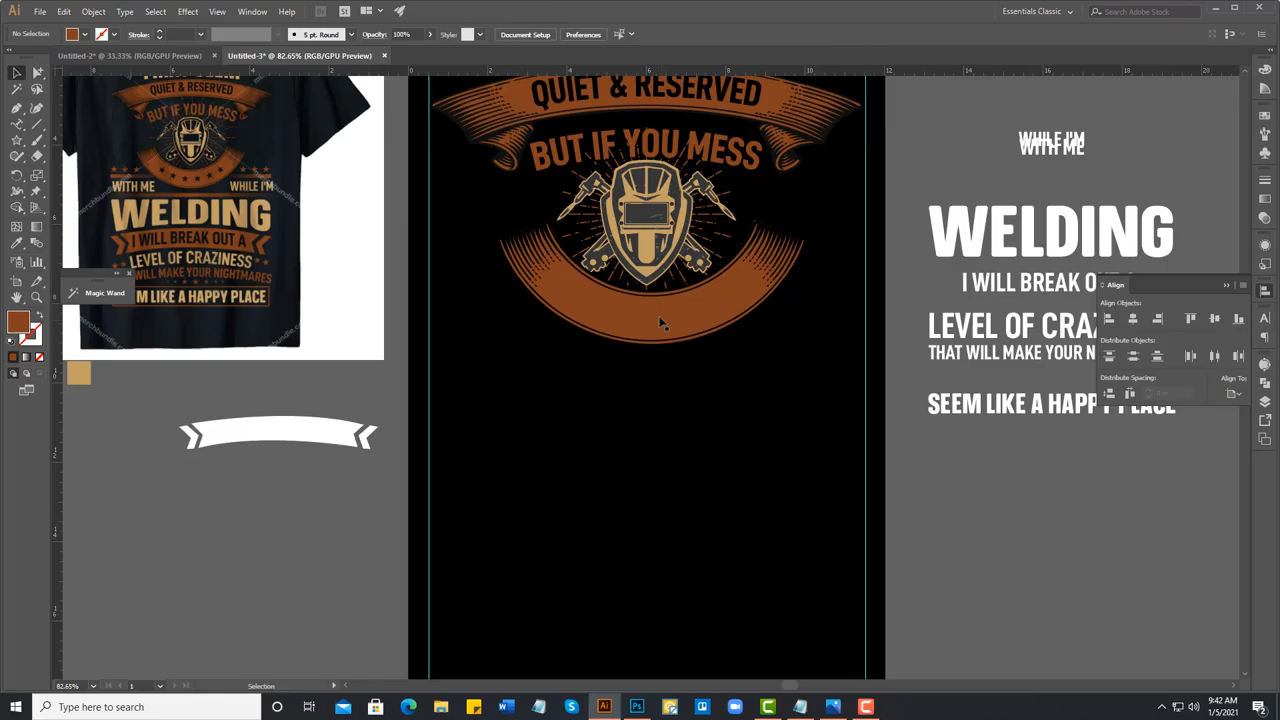 Ai File Edit Object Type Select Effect View Window Help Br St Essentials Classic Search Adobe Stock
No Selection Stroke: 5 pt. Round Opacity: 100% Style: Document Setup Preferences
Untitled-2* @ 33.33% (RGB/GPU Preview) × Untitled-3* @ 82.65% (RGB/GPU Preview) ×
QUIET & RESERVED
BUT IF YOU MESS
WITH ME WHILE I'M
WELDING
I WILL BREAK OUT A
LEVEL OF CRAZINESS
WILL MAKE YOUR NIGHTMARES
M LIKE A HAPPY PLACE
Magic Wand
QUIET & RESERVED
BUT IF YOU MESS
WHILE I'M
WITH ME
WELDING
I WILL BREAK O
LEVEL OF CRAZ
THAT WILL MAKE YOUR N
SEEM LIKE A HAPPY PLACE
Align
Align Objects:
Distribute Objects:
Distribute Spacing: Align To:
82.65% 1 Selection
Type here to search
9:42 AM
1/5/2021